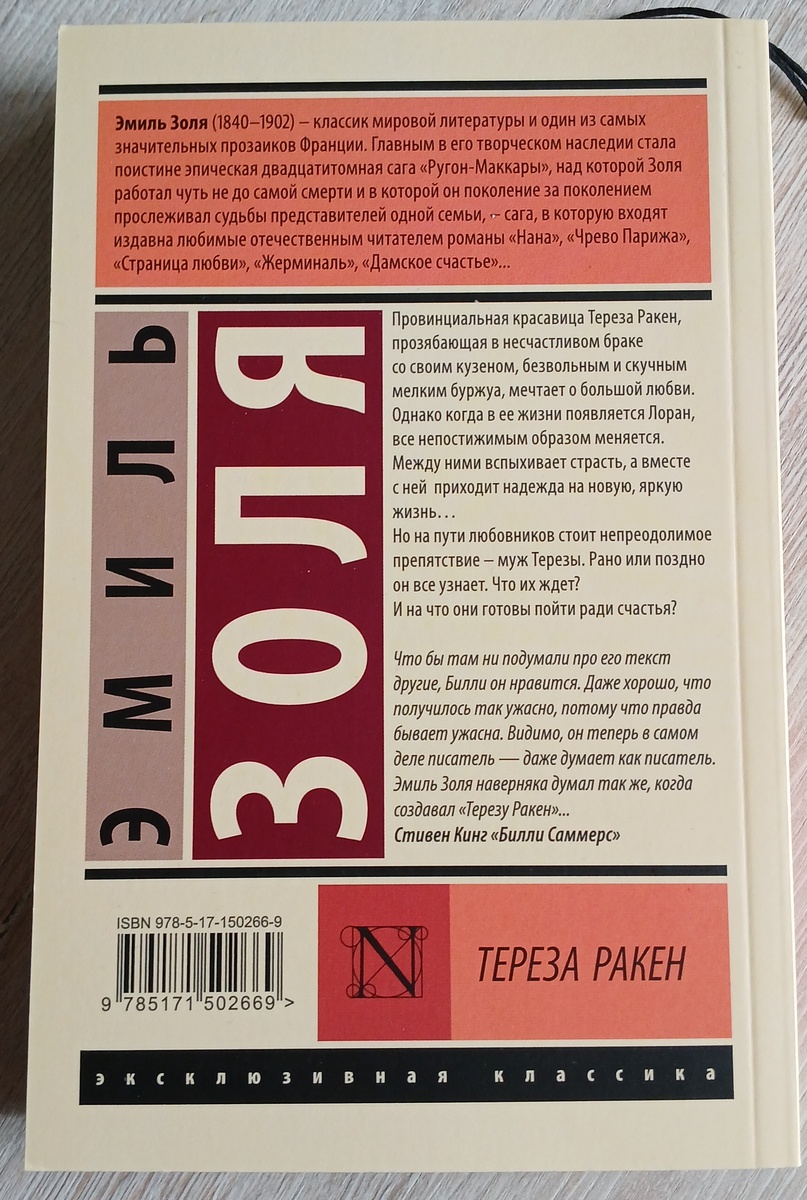 Эмиль Золя (1840–1902) – классик мировой литературы и один из самых
значительных прозаиков Франции. Главным в его творческом наследии стала
поистине эпическая двадцатитомная сага «Ругон-Маккары», над которой Золя
работал чуть не до самой смерти и в которой он поколение за поколением
прослеживал судьбы представителей одной семьи, – сага, в которую входят
издавна любимые отечественным читателем романы «Нана», «Чрево Парижа»,
«Страница любви», «Жерминаль», «Дамское счастье»...
ЭМИЛЬ
ЗОЛЯ
Провинциальная красавица Тереза Ракен,
прозябающая в несчастливом браке
со своим кузеном, безвольным и скучным
мелким буржуа, мечтает о большой любви.
Однако когда в ее жизни появляется Лоран,
все непостижимым образом меняется.
Между ними вспыхивает страсть, а вместе
с ней приходит надежда на новую, яркую
жизнь...
Но на пути любовников стоит непреодолимое
препятствие – муж Терезы. Рано или поздно
он все узнает. Что их ждет?
И на что они готовы пойти ради счастья?
Что бы там ни подумали про его текст
другие, Билли он нравится. Даже хорошо, что
получилось так ужасно, потому что правда
бывает ужасна. Видимо, он теперь в самом
деле писатель — даже думает как писатель.
Эмиль Золя наверняка думал так же, когда
создавал «Терезу Ракен»...
Стивен Кинг «Билли Саммерс»
ISBN 978-5-17-150266-9
9 785171 502669 >
N
ТЕРЕЗА РАКЕН
эксклюзивная классика